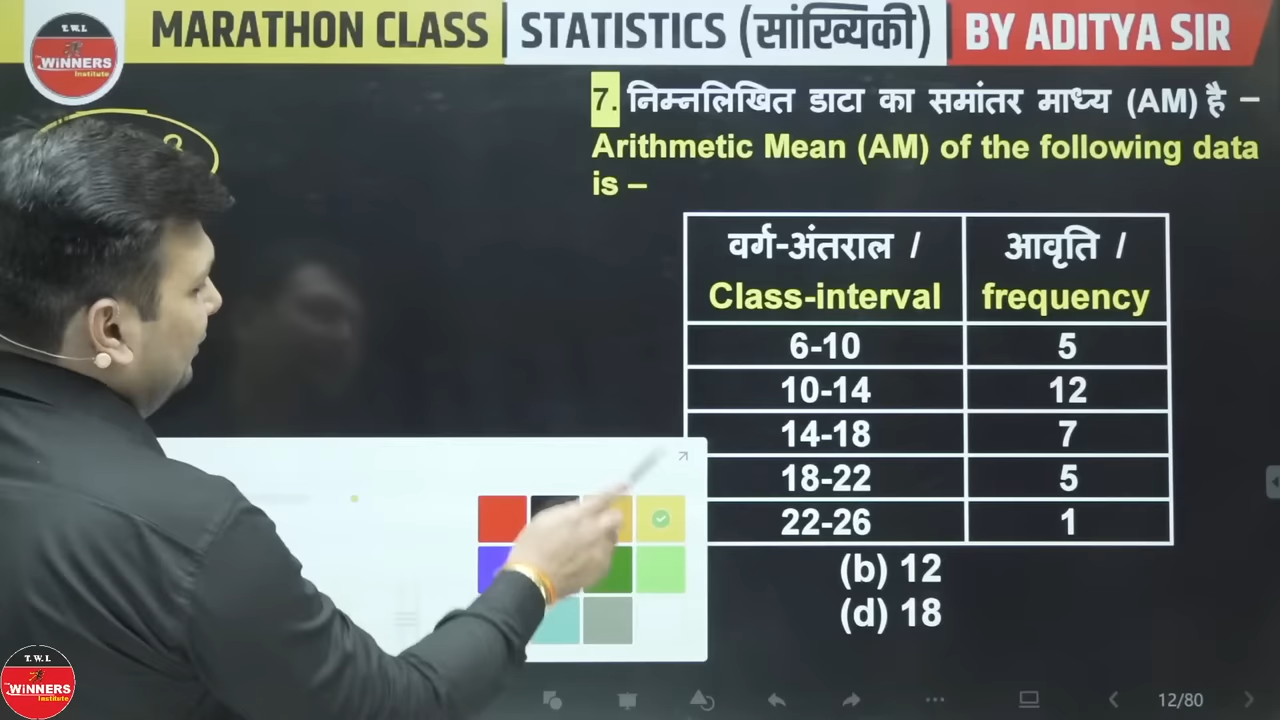 MARATHON CLASS STATISTICS (सांख्यिकी) BY ADITYA SIR
T.W.I.
WiNNERS
Institute
7. निम्नलिखित डाटा का समांतर माध्य (AM) है –
Arithmetic Mean (AM) of the following data
is –
वर्ग-अंतराल / आवृति /
Class-interval frequency
6-10 5
10-14 12
14-18 7
18-22 5
22-26 1
(b) 12
(d) 18
T.W.I.
WiNNERS
Institute
12/80